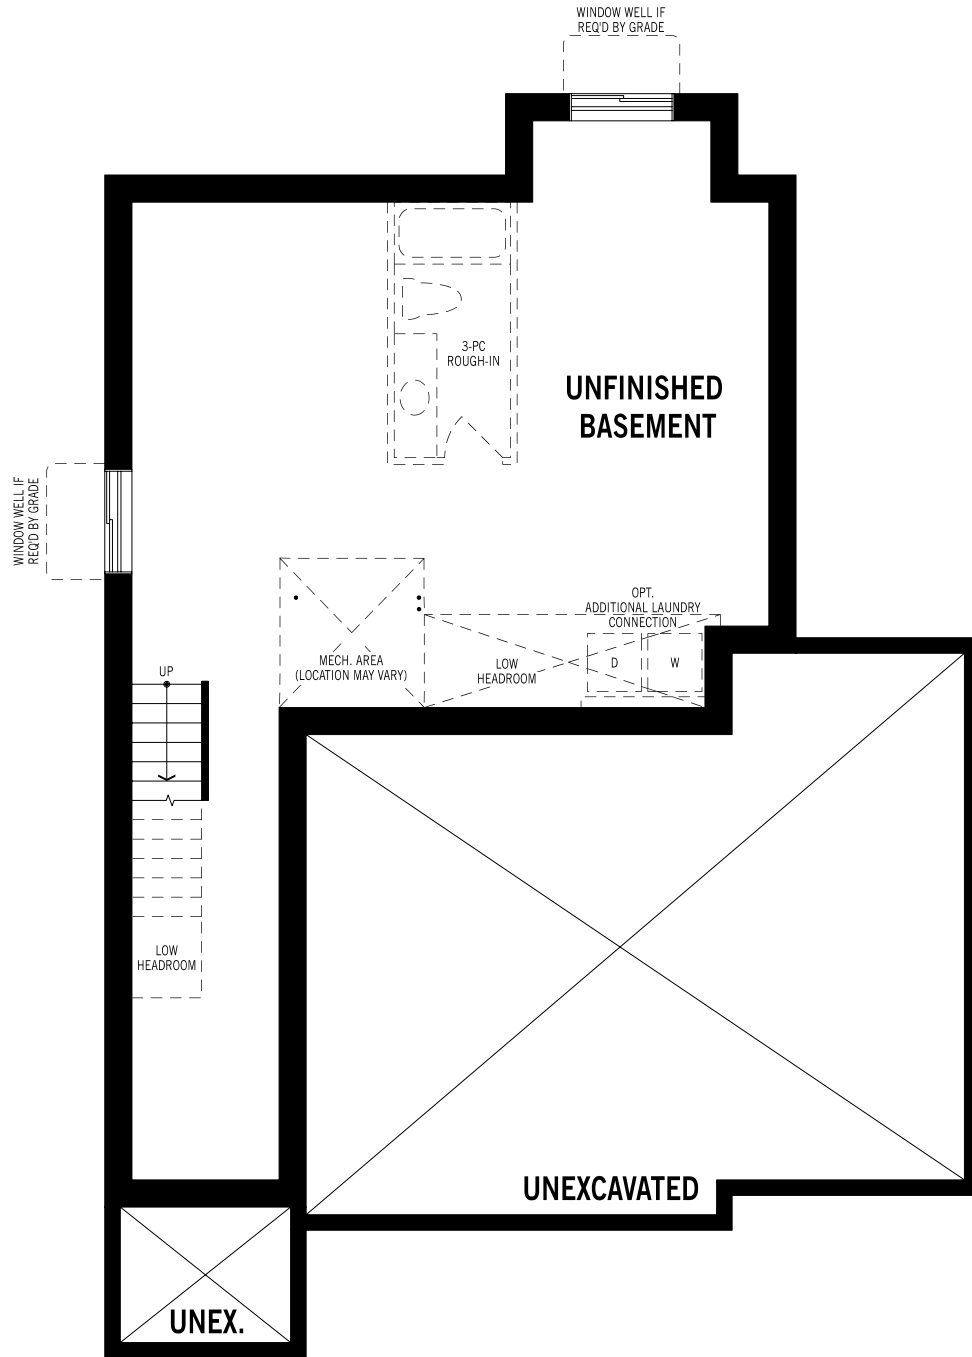 WINDOW WELL IF
REQ'D BY GRADE
3-PC
ROUGH-IN
UNFINISHED
BASEMENT
WINDOW WELL IF
REQ'D BY GRADE
OPT.
ADDITIONAL LAUNDRY
CONNECTION
MECH. AREA
(LOCATION MAY VARY)
LOW
HEADROOM
D
W
UP
LOW
HEADROOM
UNEXCAVATED
UNEX.